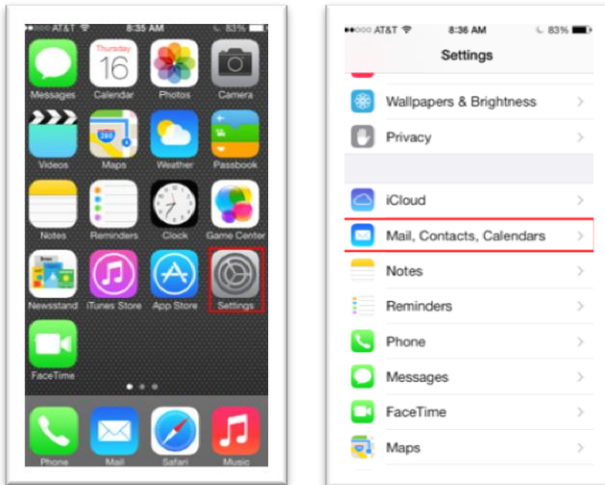 AT&T 8:35 AM 83%
Thursday
16
Messages Calendar Photos Camera
280
Videos Maps Weather Passbook
Notes Reminders Clock Game Center
Newsstand iTunes Store App Store Settings
FaceTime
Phone Mail Safari Music
AT&T 8:36 AM 83%
Settings
Wallpapers & Brightness
Privacy
iCloud
Mail, Contacts, Calendars
Notes
Reminders
Phone
Messages
FaceTime
Maps